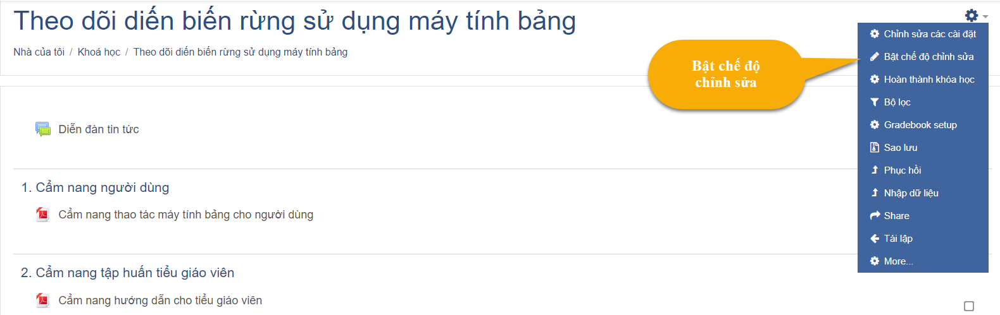 Theo dõi diến biến rừng sử dụng máy tính bảng
Nhà của tôi / Khoá học / Theo dõi diến biến rừng sử dụng máy tính bảng
Chỉnh sửa các cài đặt
Bật chế độ chỉnh sửa
Hoàn thành khóa học
Bộ lọc
Gradebook setup
Sao lưu
Phục hồi
Nhập dữ liệu
Share
Tái lập
More...
Bật chế độ
chỉnh sửa
Diễn đàn tin tức
1. Cẩm nang người dùng
Cẩm nang thao tác máy tính bảng cho người dùng
2. Cẩm nang tập huấn tiểu giáo viên
Cẩm nang hướng dẫn cho tiểu giáo viên